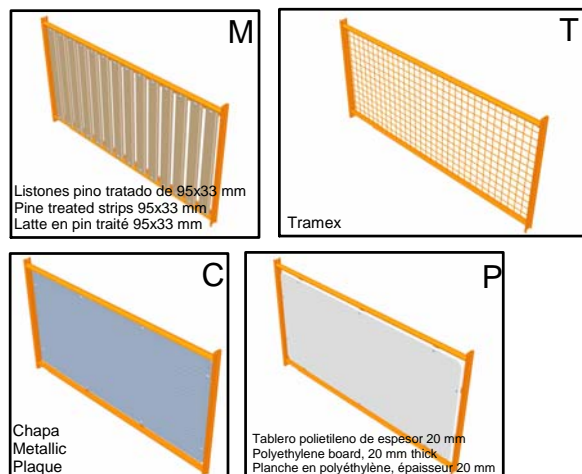 M
Listones pino tratado de 95x33 mm
Pine treated strips 95x33 mm
Latte en pin traité 95x33 mm
T
Tramex
C
Chapa
Metallic
Plaque
P
Tablero polietileno de espesor 20 mm
Polyethylene board, 20 mm thick
Planche en polyéthylène, épaisseur 20 mm